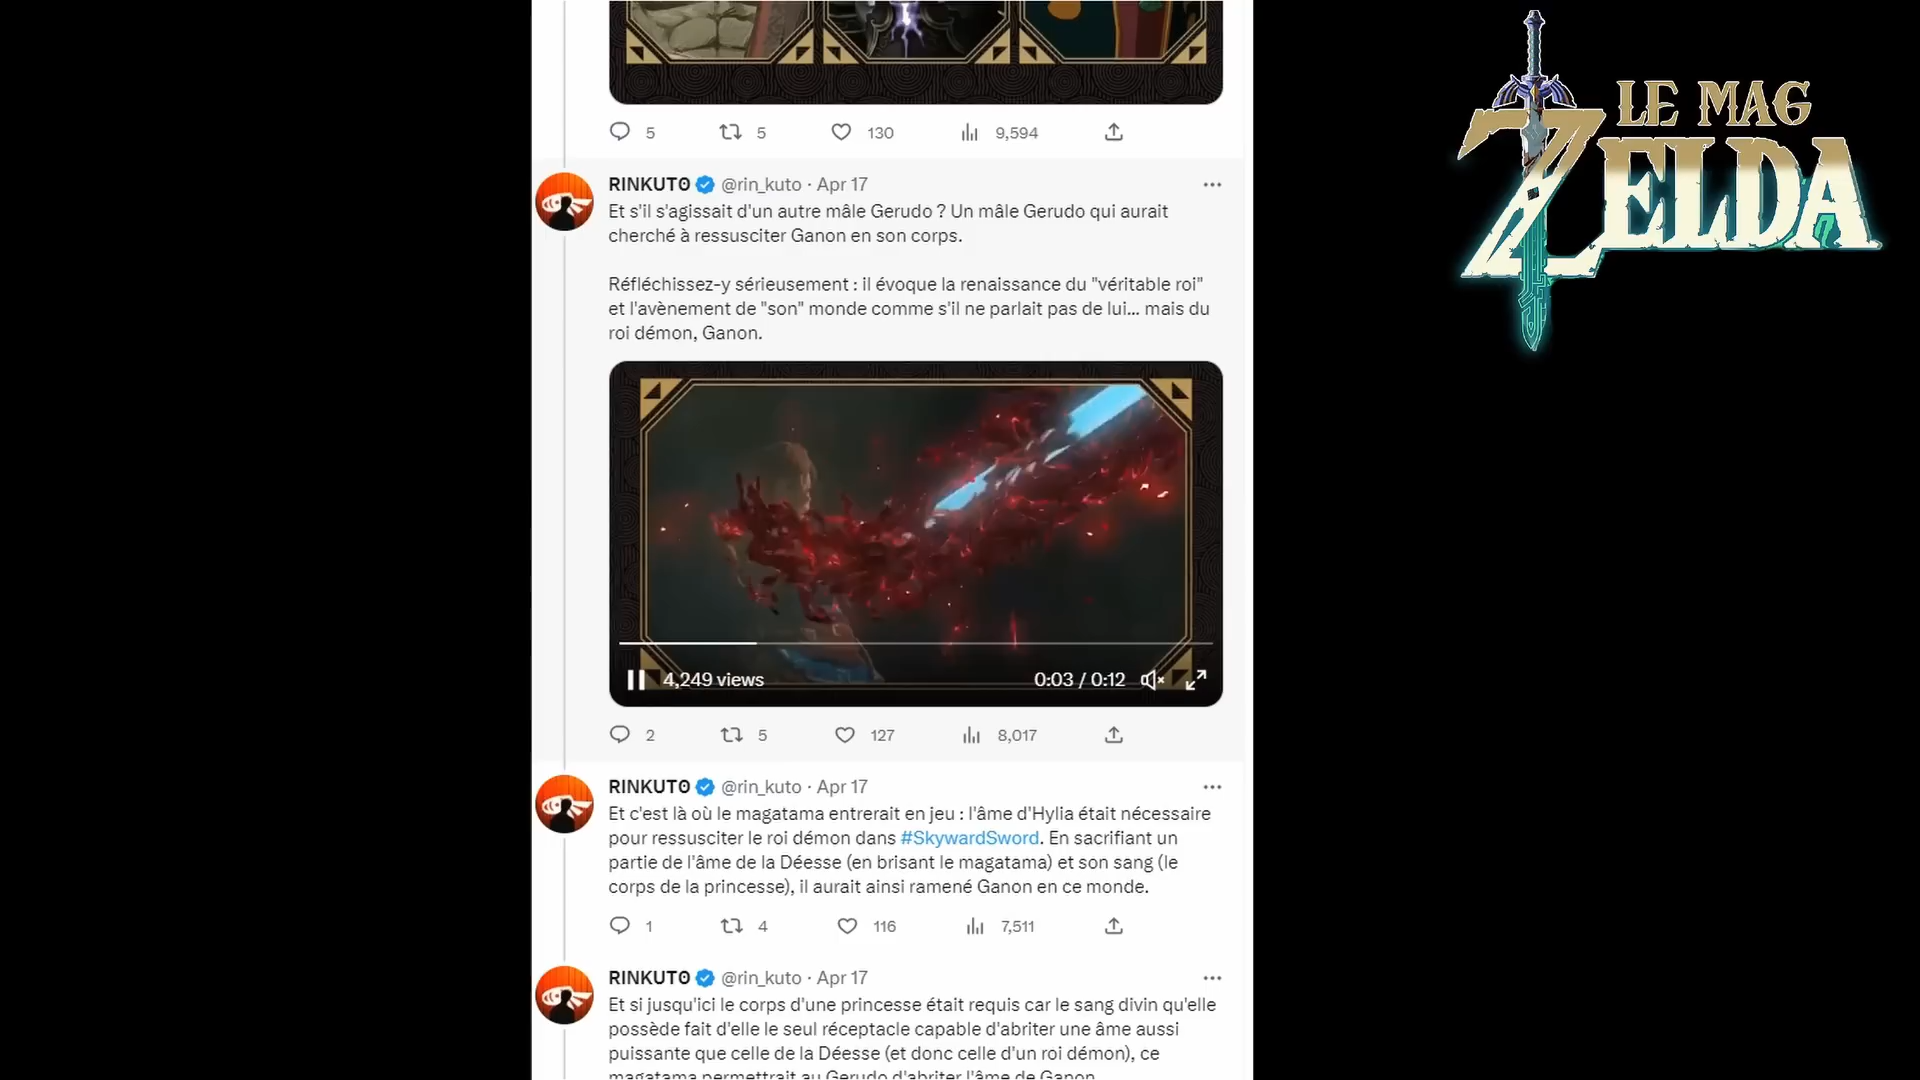 5 5 130 9,594
RINKUTO @rin_kuto · Apr 17
Et s'il s'agissait d'un autre mâle Gerudo ? Un mâle Gerudo qui aurait
cherché à ressusciter Ganon en son corps.
Réfléchissez-y sérieusement : il évoque la renaissance du "véritable roi"
et l'avènement de "son" monde comme s'il ne parlait pas de lui... mais du
roi démon, Ganon.
4,249 views 0:03 / 0:12
2 5 127 8,017
RINKUTO @rin_kuto · Apr 17
Et c'est là où le magatama entrerait en jeu : l'âme d'Hylia était nécessaire
pour ressusciter le roi démon dans #SkywardSword. En sacrifiant un
partie de l'âme de la Déesse (en brisant le magatama) et son sang (le
corps de la princesse), il aurait ainsi ramené Ganon en ce monde.
1 4 116 7,511
RINKUTO @rin_kuto · Apr 17
Et si jusqu'ici le corps d'une princesse était requis car le sang divin qu'elle
possède fait d'elle le seul réceptacle capable d'abriter une âme aussi
puissante que celle de la Déesse (et donc celle d'un roi démon), ce
magatama permettrait au Gerudo d'abriter l'âme de Ganon.
LE MAG
ZELDA